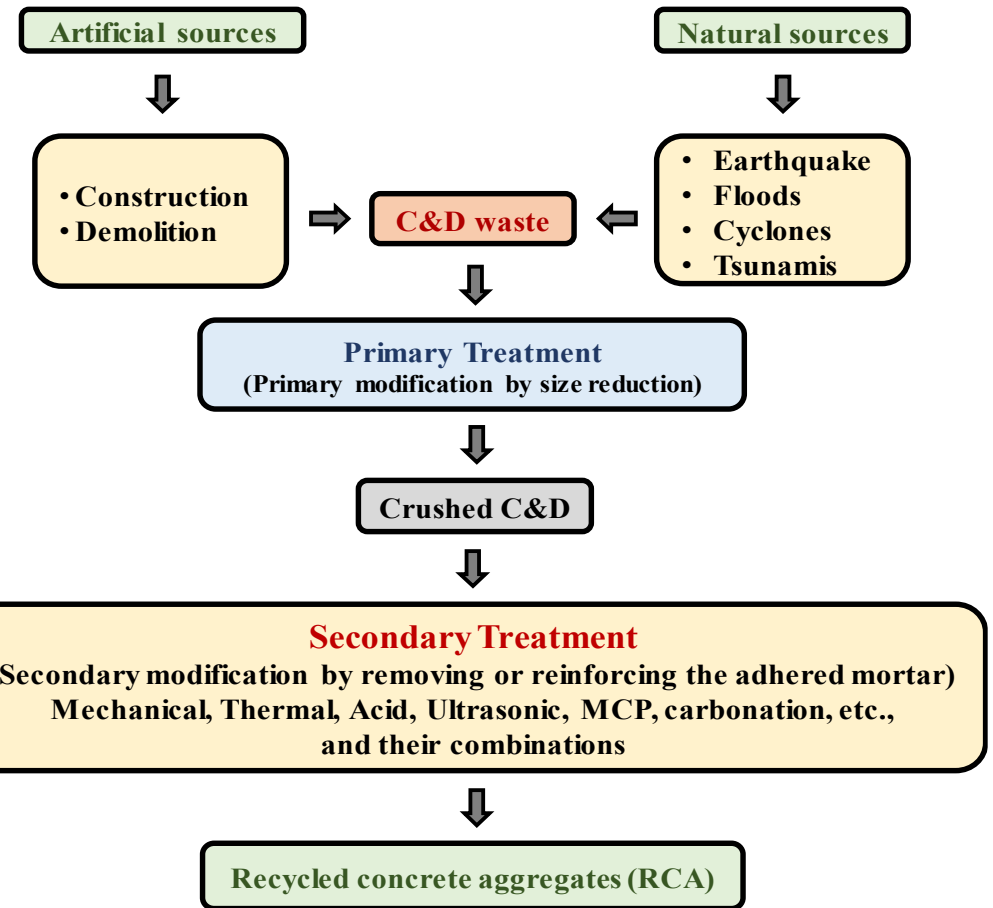 Artificial sources
Natural sources
• Construction
• Demolition
C&D waste
• Earthquake
• Floods
• Cyclones
• Tsunamis
Primary Treatment
(Primary modification by size reduction)
Crushed C&D
Secondary Treatment
Secondary modification by removing or reinforcing the adhered mortar)
Mechanical, Thermal, Acid, Ultrasonic, MCP, carbonation, etc.,
and their combinations
Recycled concrete aggregates (RCA)